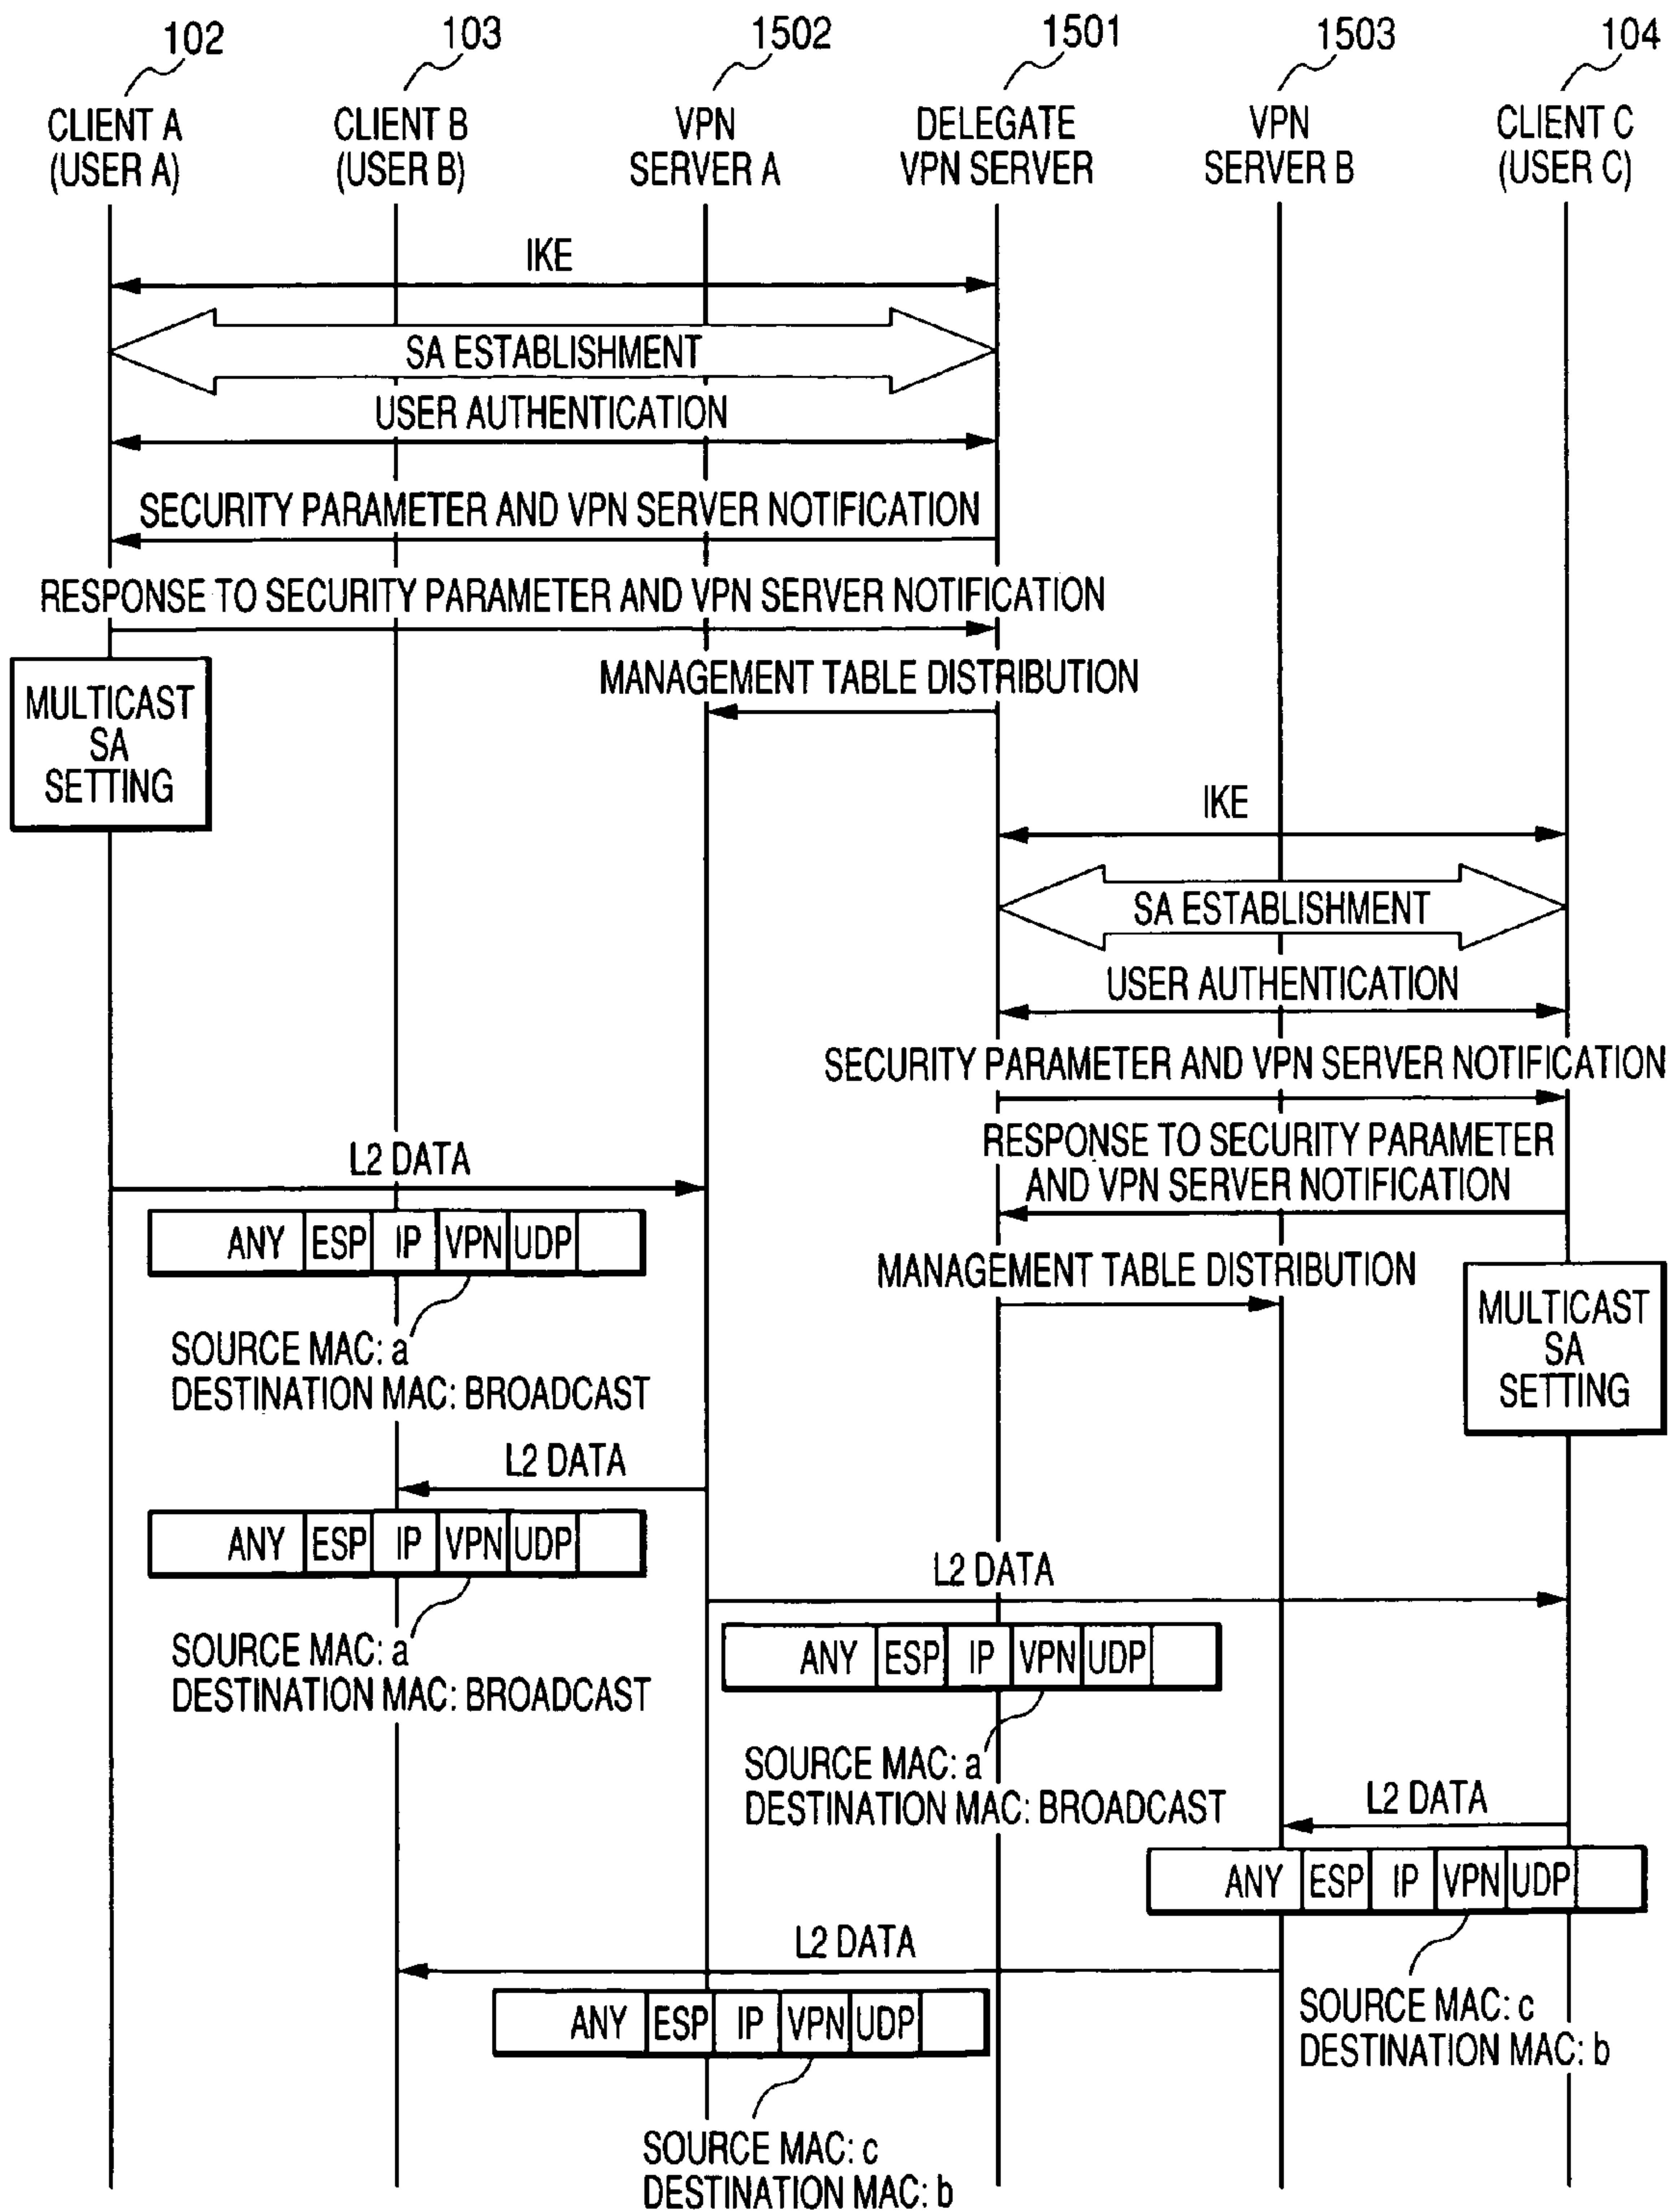 102
103
1502
1501
1503
104
CLIENT A
(USER A)
CLIENT B
(USER B)
VPN
SERVER A
DELEGATE
VPN SERVER
VPN
SERVER B
CLIENT C
(USER C)
IKE
SA ESTABLISHMENT
USER AUTHENTICATION
SECURITY PARAMETER AND VPN SERVER NOTIFICATION
RESPONSE TO SECURITY PARAMETER AND VPN SERVER NOTIFICATION
MULTICAST
SA
SETTING
MANAGEMENT TABLE DISTRIBUTION
IKE
SA ESTABLISHMENT
USER AUTHENTICATION
SECURITY PARAMETER AND VPN SERVER NOTIFICATION
RESPONSE TO SECURITY PARAMETER
AND VPN SERVER NOTIFICATION
L2 DATA
ANY ESP IP VPN UDP
SOURCE MAC: a
DESTINATION MAC: BROADCAST
MANAGEMENT TABLE DISTRIBUTION
MULTICAST
SA
SETTING
L2 DATA
ANY ESP IP VPN UDP
SOURCE MAC: a
DESTINATION MAC: BROADCAST
L2 DATA
ANY ESP IP VPN UDP
SOURCE MAC: a
DESTINATION MAC: BROADCAST
L2 DATA
ANY ESP IP VPN UDP
SOURCE MAC: c
DESTINATION MAC: b
L2 DATA
ANY ESP IP VPN UDP
SOURCE MAC: c
DESTINATION MAC: b